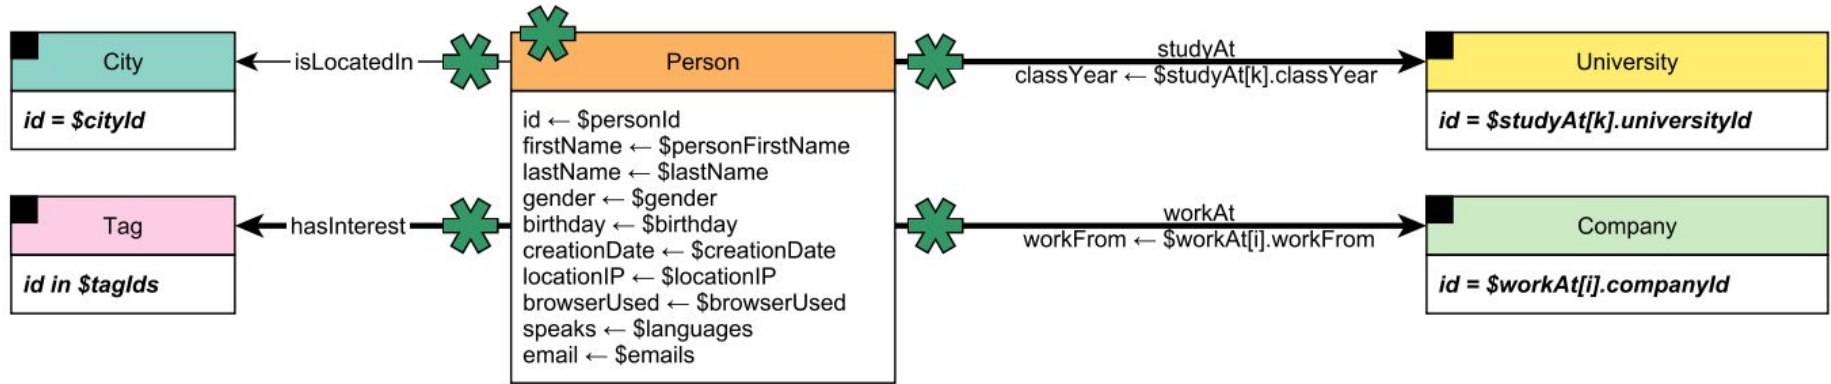 City
id = $cityId
isLocatedIn
Tag
id in $tagIds
hasInterest
Person
id ← $personId
firstName ← $personFirstName
lastName ← $lastName
gender ← $gender
birthday ← $birthday
creationDate ← $creationDate
locationIP ← $locationIP
browserUsed ← $browserUsed
speaks ← $languages
email ← $emails
studyAt
classYear ← $studyAt[k].classYear
University
id = $studyAt[k].universityId
workAt
workFrom ← $workAt[i].workFrom
Company
id = $workAt[i].companyId